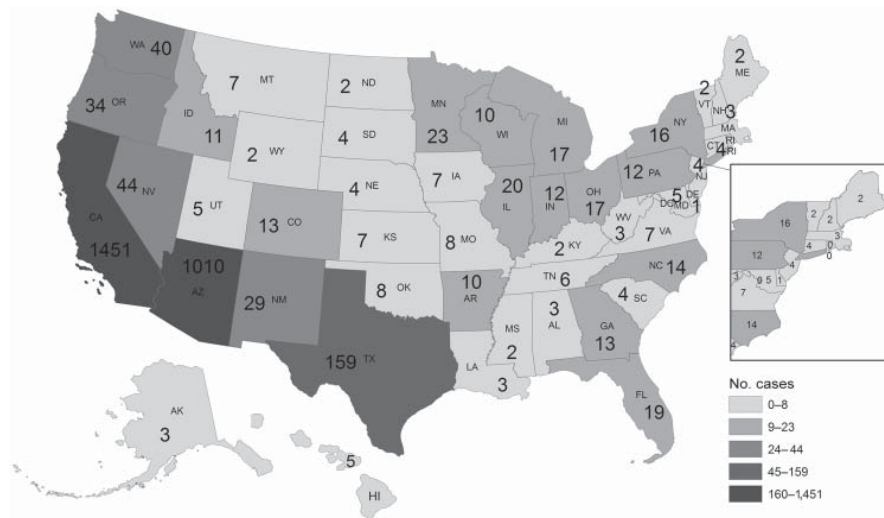 WA 40
34 OR
ID
11
7 MT
2 ND
MN
23
4 SD
2 WY
10
WI
MI
17
2
ME
2
VT
NH
3
MA
RI
CT
4
RI
NY
16
44 NV
5 UT
13 CO
4 NE
7 IA
20
IL
12
IN
OH
17
12 PA
4
NJ
5
DE
DC
MD
1
WV
3
7 VA
CA
1451
7 KS
8 MO
2 KY
TN 6
NC 14
4 SC
1010
AZ
29 NM
8 OK
10
AR
MS
2
3
AL
GA
13
159 TX
LA
3
FL
19
AK
3
5
HI
2
2
2
16
3
4
0
0
12
4
3
0
5
1
7
14
4
No. cases
0–8
9–23
24–44
45–159
160–1,451